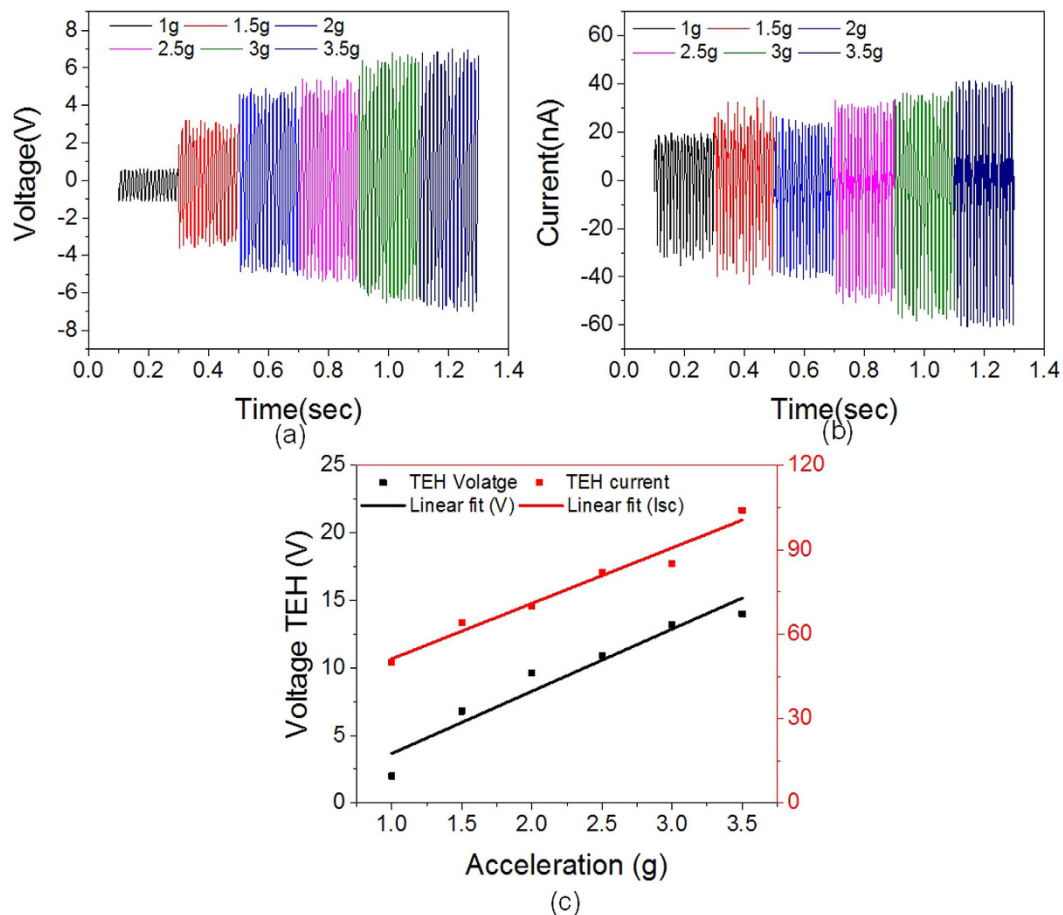 1g 1.5g 2g
2.5g 3g 3.5g
8
6
4
2
0
-2
-4
-6
-8
Voltage(V)
0.0 0.2 0.4 0.6 0.8 1.0 1.2 1.4
Time(sec)
(a)
1g 1.5g 2g
2.5g 3g 3.5g
60
40
20
0
-20
-40
-60
Current(nA)
0.0 0.2 0.4 0.6 0.8 1.0 1.2 1.4
Time(sec)
(b)
TEH Volatge TEH current
Linear fit (V) Linear fit (Isc)
25
20
15
10
5
0
Voltage TEH (V)
120
90
60
30
0
1.0 1.5 2.0 2.5 3.0 3.5
Acceleration (g)
(c)